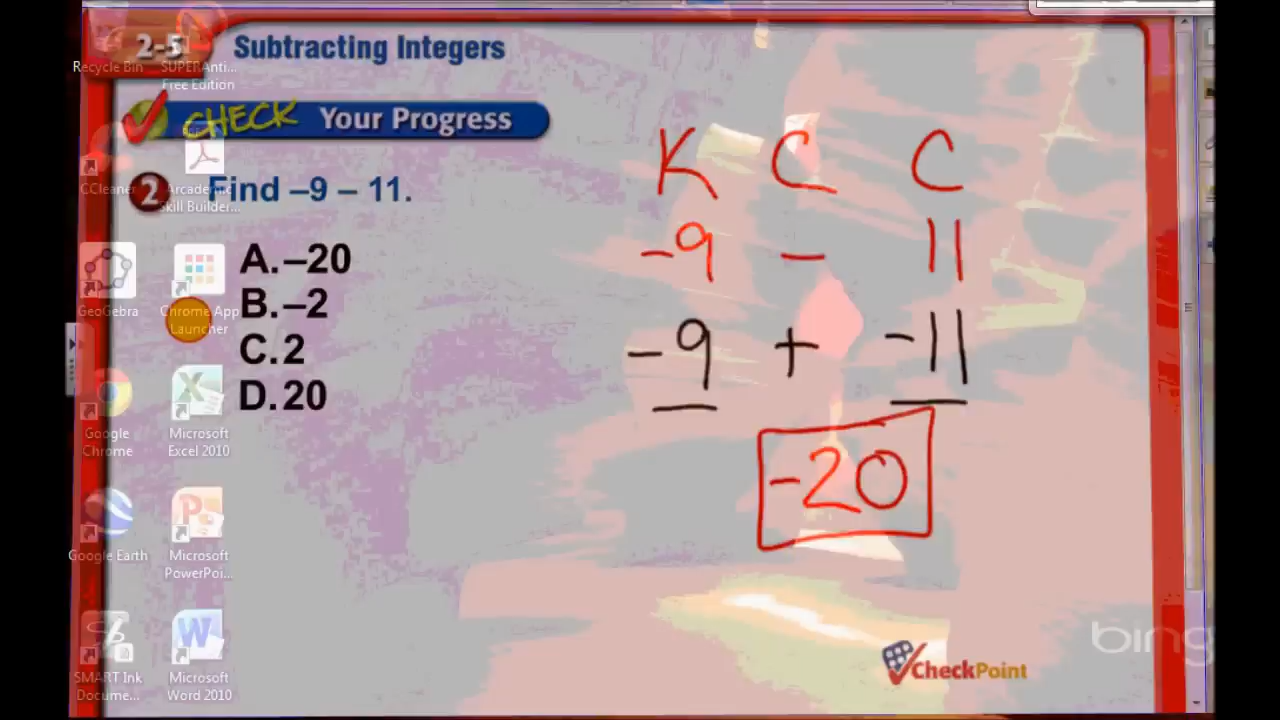 2-5 Subtracting Integers
CHECK Your Progress
2 Find –9 – 11.
A. –20
B. –2
C. 2
D. 20
K C C
-9 - 11
-9 + -11
-20
CheckPoint
bing
Recycle Bin
SUPERAnti...
Free Edition
CCleaner
Arcademic
Skill Builder...
GeoGebra
Chrome App
Launcher
Google
Chrome
Microsoft
Excel 2010
Google Earth
Microsoft
PowerPoi...
SMART Ink
Docume...
Microsoft
Word 2010